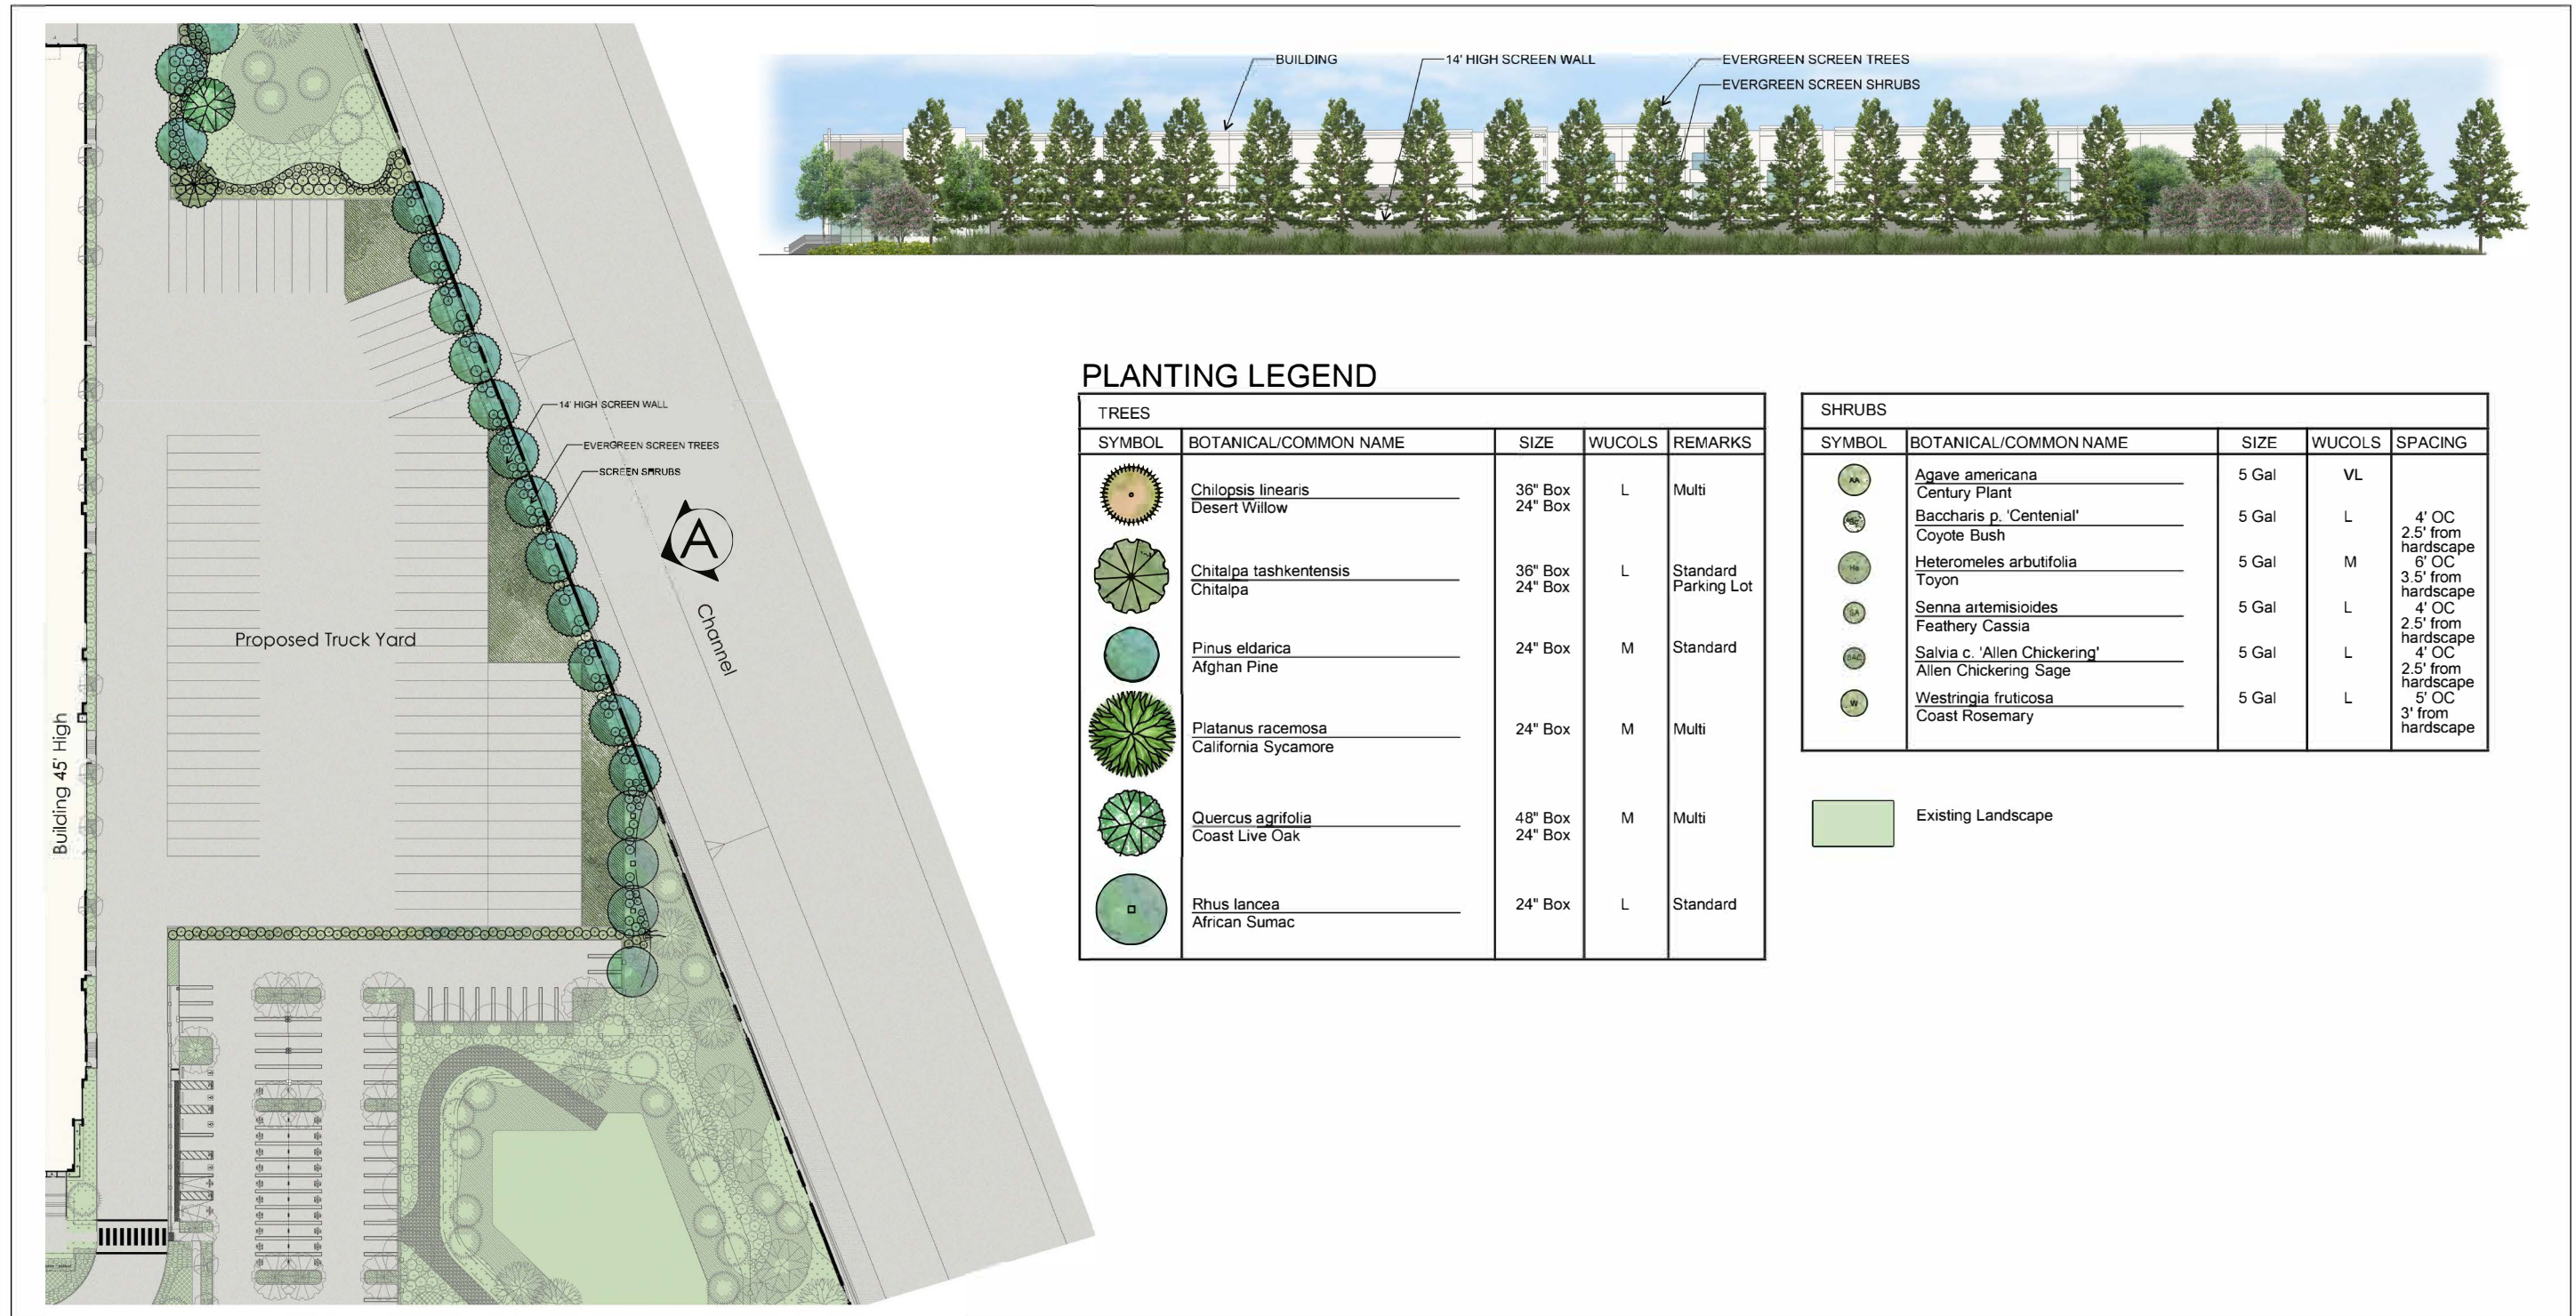 BUILDING
14' HIGH SCREEN WALL
EVERGREEN SCREEN TREES
EVERGREEN SCREEN SHRUBS
14' HIGH SCREEN WALL
EVERGREEN SCREEN TREES
SCREEN SHRUBS
A
Channel
Proposed Truck Yard
Building 45' High
PLANTING LEGEND
TREES
SYMBOL BOTANICAL/COMMON NAME SIZE WUCOLS REMARKS
Chilopsis linearis 36" Box L Multi
Desert Willow 24" Box
Chitalpa tashkentensis 36" Box L Standard
Chitalpa 24" Box Parking Lot
Pinus eldarica 24" Box M Standard
Afghan Pine
Platanus racemosa 24" Box M Multi
California Sycamore
Quercus agrifolia 48" Box M Multi
Coast Live Oak 24" Box
Rhus lancea 24" Box L Standard
African Sumac
SHRUBS
SYMBOL BOTANICAL/COMMON NAME SIZE WUCOLS SPACING
AA Agave americana 5 Gal VL
Century Plant
Baccharis p. 'Centenial' 5 Gal L 4' OC
Coyote Bush 2.5' from
hardscape
Ha Heteromeles arbutifolia 5 Gal M 6' OC
Toyon 3.5' from
hardscape
SA Senna artemisioides 5 Gal L 4' OC
Feathery Cassia 2.5' from
hardscape
SAC Salvia c. 'Allen Chickering' 5 Gal L 4' OC
Allen Chickering Sage 2.5' from
hardscape
W Westringia fruticosa 5 Gal L 5' OC
Coast Rosemary 3' from
hardscape
Existing Landscape